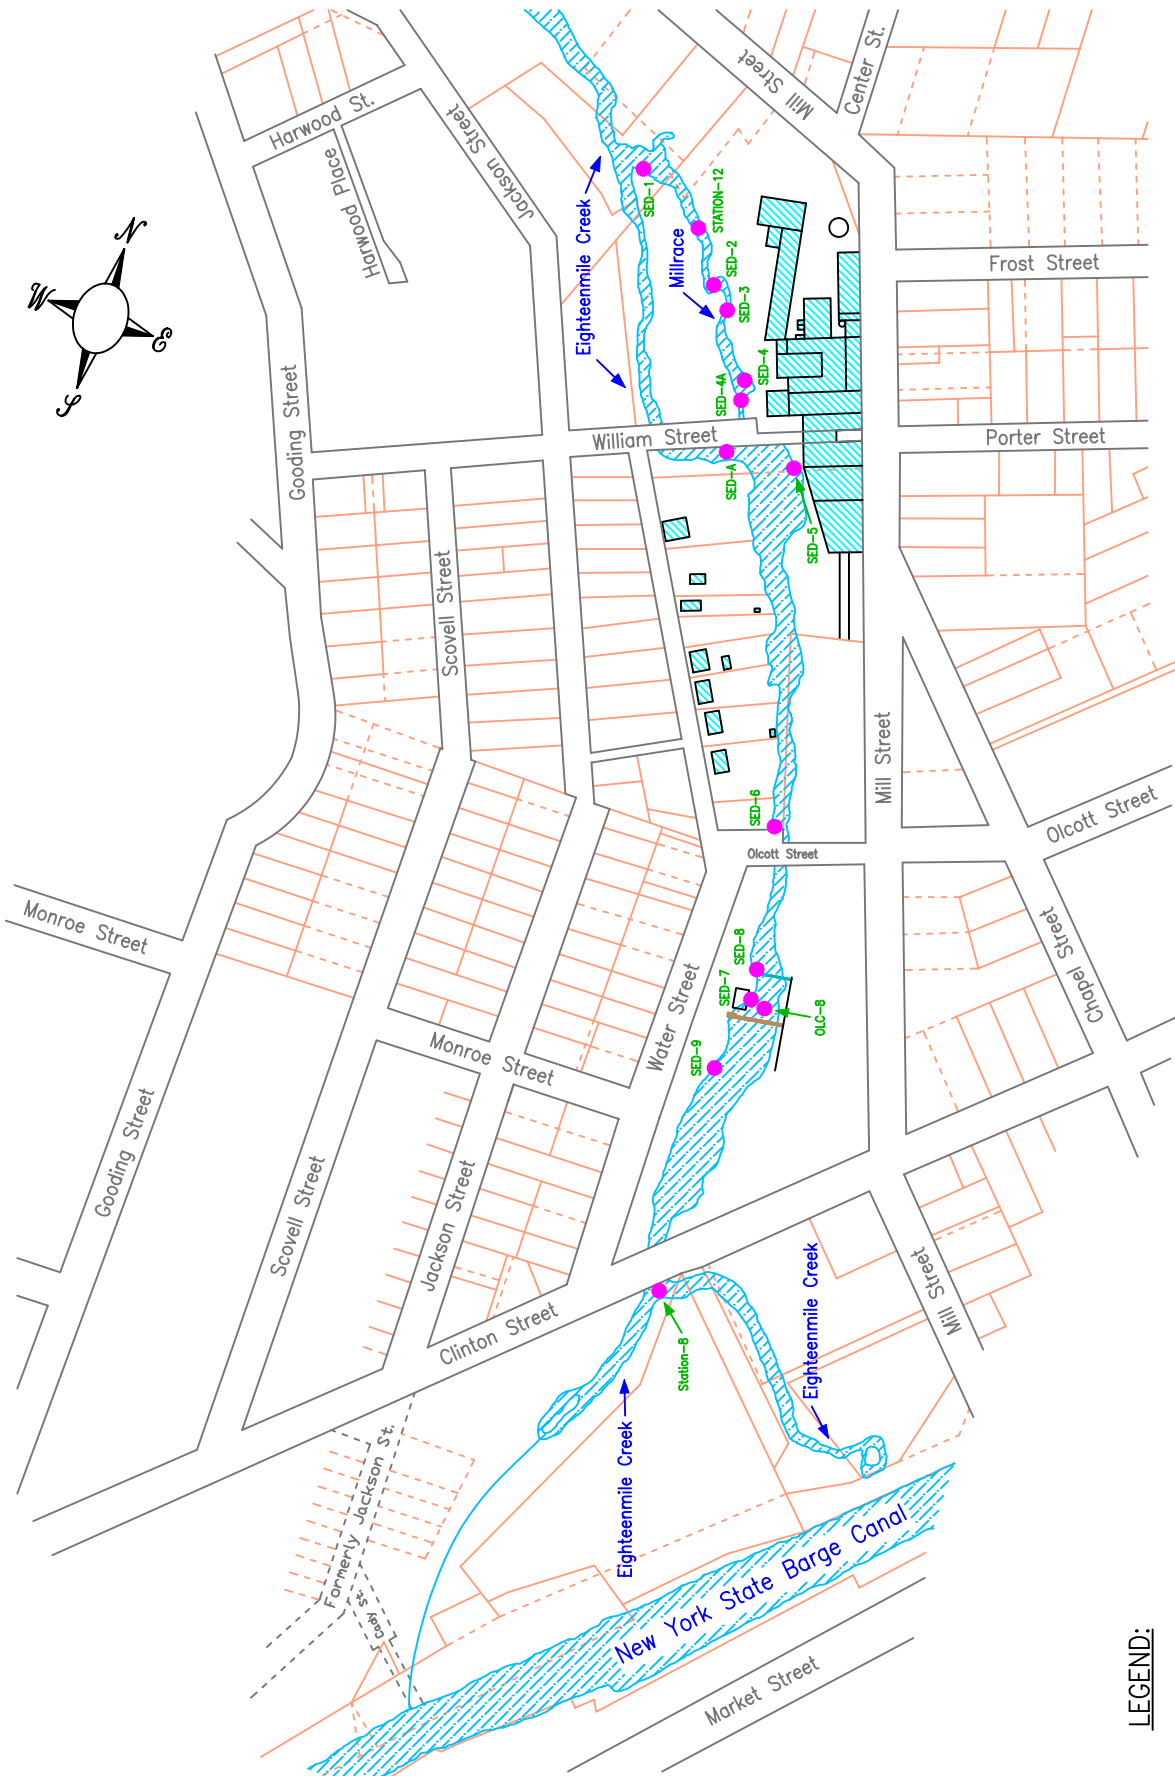 Mill Street
Center St.
Harwood St.
Jackson Street
Harwood Place
SED-1
STATION-12
Eighteenmile Creek
Millrace
SED-2
SED-3
N
W
E
S
Frost Street
SED-4
SED-4A
Gooding Street
William Street
Porter Street
SED-A
SED-5
Scovell Street
Mill Street
SED-6
Olcott Street
Olcott Street
Monroe Street
SED-8
SED-7
OLC-8
Chapel Street
Water Street
SED-9
Monroe Street
Gooding Street
Scovell Street
Jackson Street
Clinton Street
Mill Street
Eighteenmile Creek
Station-8
Eighteenmile Creek
Formerly Jackson St.
Cady St.
New York State Barge Canal
Market Street
LEGEND: